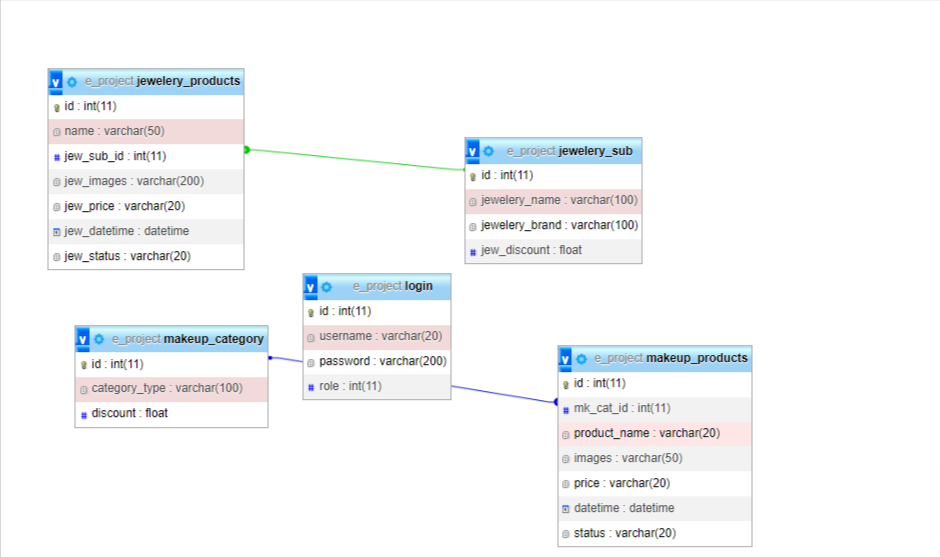 e_project jewelery_products
id : int(11)
name : varchar(50)
jew_sub_id : int(11)
jew_images : varchar(200)
jew_price : varchar(20)
jew_datetime : datetime
jew_status : varchar(20)
e_project jewelery_sub
id : int(11)
jewelery_name : varchar(100)
jewelery_brand : varchar(100)
jew_discount : float
e_project login
id : int(11)
username : varchar(20)
password : varchar(200)
role : int(11)
e_project makeup_category
id : int(11)
category_type : varchar(100)
discount : float
e_project makeup_products
id : int(11)
mk_cat_id : int(11)
product_name : varchar(20)
images : varchar(50)
price : varchar(20)
datetime : datetime
status : varchar(20)